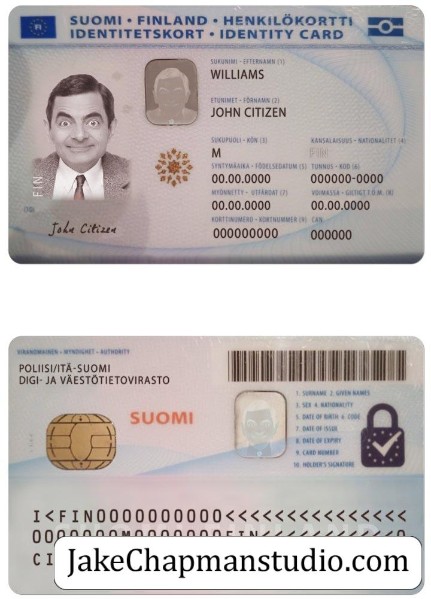 SUOMI • FINLAND • HENKILÖKORTTI
IDENTITETSKORT • IDENTITY CARD
SUKUNIMI - EFTERNAMN (1)
WILLIAMS
ETUNIMET - FÖRNAMN (2)
JOHN CITIZEN
SUKUPUOLI - KÖN (3) KANSALAISUUS - NATIONALITET (4)
M FIN
SYNTYMÄAIKA - FÖDELSEDATUM (5) TUNNUS - KOD (6)
00.00.0000 000000-0000
MYÖNNETTY - UTFÄRDAT (7) VOIMASSA - GILTIGT T.O.M. (8)
00.00.0000 00.00.0000
KORTTINUMERO - KORTNUMMER (9) CAN
000000000 000000
FIN
John Citizen
VIRANOMAINEN - MYNDIGHET - AUTHORITY
POLIISI/ITÄ-SUOMI
DIGI- JA VÄESTÖTIETOVIRASTO
SUOMI
1. SURNAME 2. GIVEN NAMES
3. SEX 4. NATIONALITY
5. DATE OF BIRTH 6. CODE
7. DATE OF ISSUE
8. DATE OF EXPIRY
9. CARD NUMBER
10. HOLDER'S SIGNATURE
I<FIN0000000000<<<<<<<<<<<<<<<
CI
JakeChapmanstudio.com